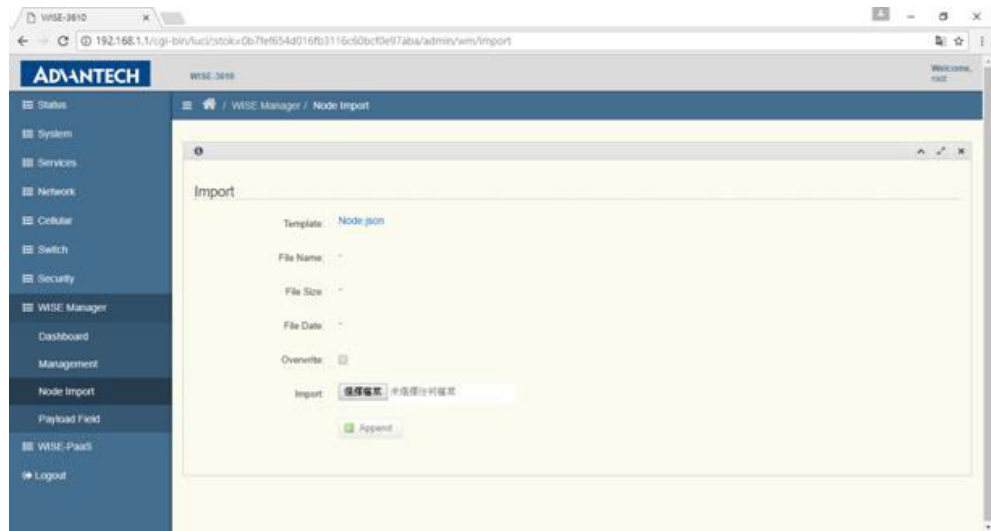 WISE-3610
192.168.1.1/cgi-bin/luci/;stok=0b7fef654d016fb3116c60bcf0e97aba/admin/wm/import
ADVANTECH
WISE-3610
Welcome,
root
Status
/ WISE Manager / Node Import
System
Services
Import
Network
Template: Node.json
Cellular
Switch
File Name: -
Security
File Size: -
WISE Manager
File Date: -
Dashboard
Management
Overwrite:
Node Import
Import: 選擇檔案 未選擇任何檔案
Payload Field
Append
WISE-PaaS
Logout